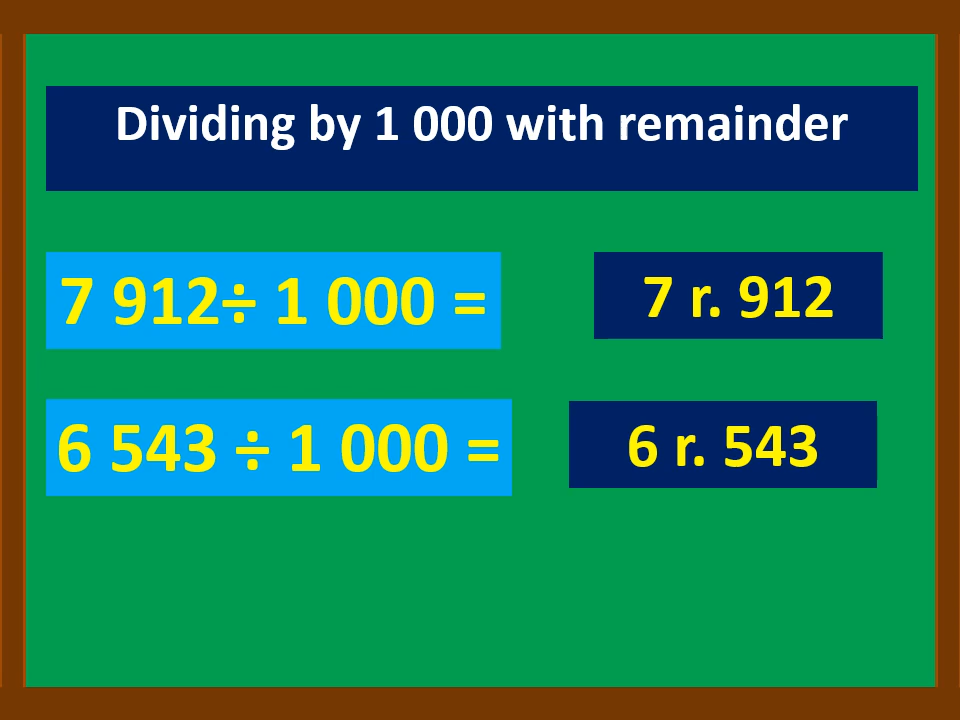 Dividing by 1 000 with remainder
7 912÷ 1 000 = 7 r. 912
6 543 ÷ 1 000 = 6 r. 543